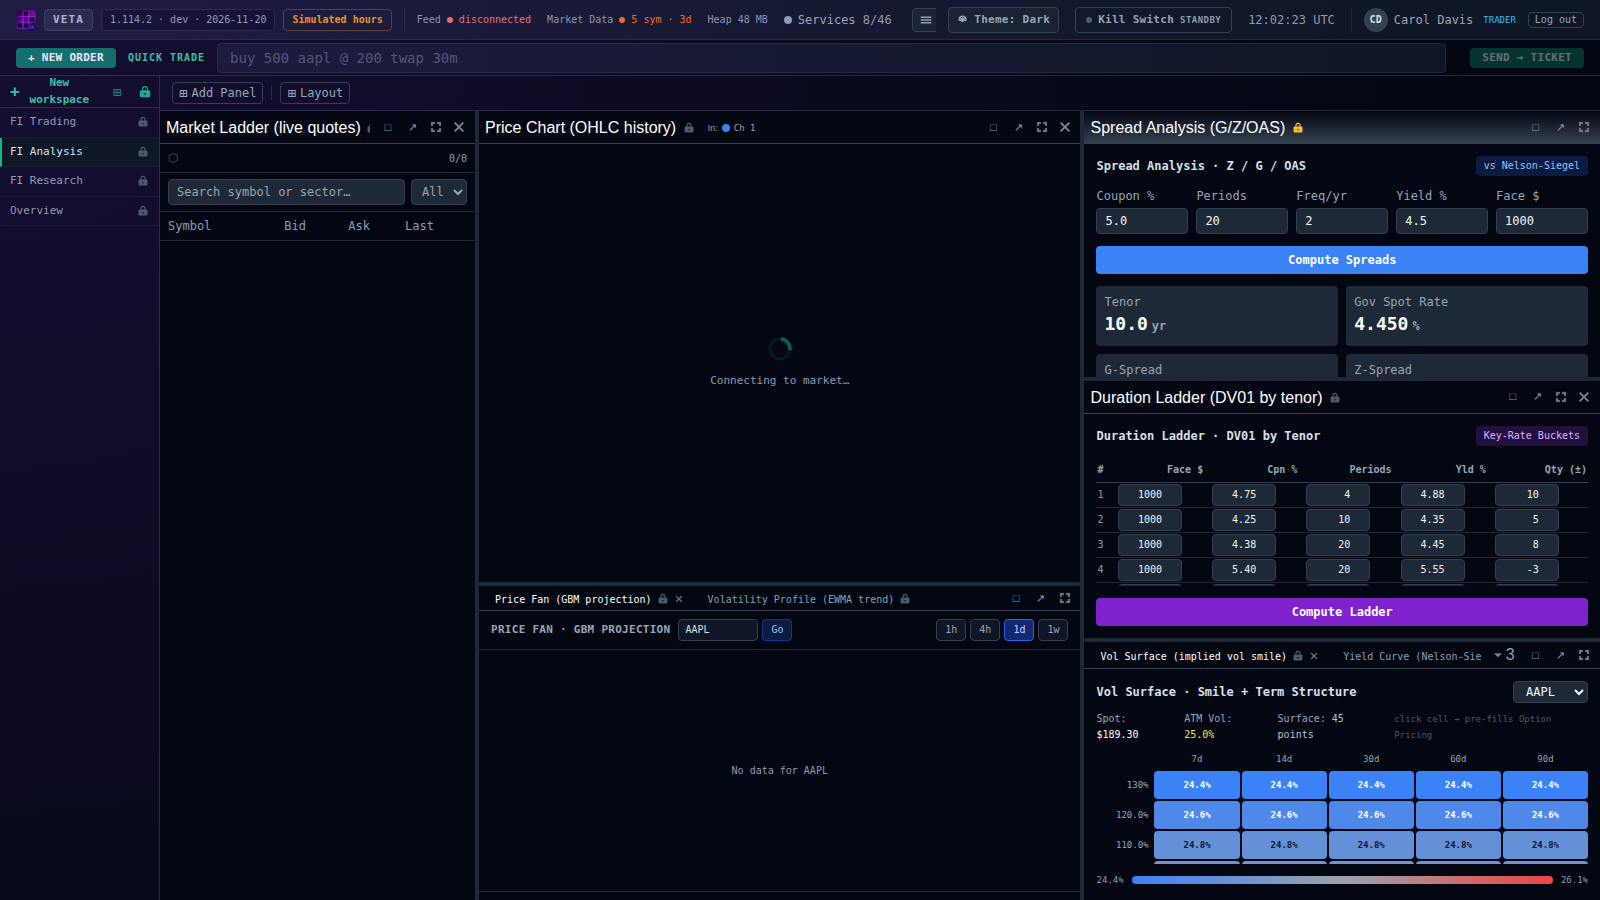 VETA
1.114.2 · dev · 2026-11-20
Simulated hours
Feed disconnected
Market Data 5 sym · 3d
Heap 48 MB
Services 8/46
Theme: Dark
Kill Switch STANDBY
12:02:23 UTC
CD Carol Davis TRADER
Log out
+ NEW ORDER
QUICK TRADE
buy 500 aapl @ 200 twap 30m
SEND → TICKET
+ New workspace
FI Trading
FI Analysis
FI Research
Overview
Add Panel
Layout
Market Ladder (live quotes)
0/0
Search symbol or sector…
All
Symbol Bid Ask Last
Price Chart (OHLC history)
In: Ch 1
Connecting to market…
Price Fan (GBM projection)
Volatility Profile (EWMA trend)
PRICE FAN · GBM PROJECTION
AAPL
Go
1h 4h 1d 1w
No data for AAPL
Spread Analysis (G/Z/OAS)
Spread Analysis · Z / G / OAS
vs Nelson-Siegel
Coupon % Periods Freq/yr Yield % Face $
5.0 20 2 4.5 1000
Compute Spreads
Tenor
10.0 yr
Gov Spot Rate
4.450 %
G-Spread
Z-Spread
Duration Ladder (DV01 by tenor)
Duration Ladder · DV01 by Tenor
Key-Rate Buckets
# Face $ Cpn % Periods Yld % Qty (±)
1 1000 4.75 4 4.88 10
2 1000 4.25 10 4.35 5
3 1000 4.38 20 4.45 8
4 1000 5.40 20 5.55 -3
Compute Ladder
Vol Surface (implied vol smile)
Yield Curve (Nelson-Sie
3
Vol Surface · Smile + Term Structure
AAPL
Spot: $189.30
ATM Vol: 25.0%
Surface: 45 points
click cell → pre-fills Option Pricing
7d 14d 30d 60d 90d
130% 24.4% 24.4% 24.4% 24.4% 24.4%
120.0% 24.6% 24.6% 24.6% 24.6% 24.6%
110.0% 24.8% 24.8% 24.8% 24.8% 24.8%
24.4% 26.1%